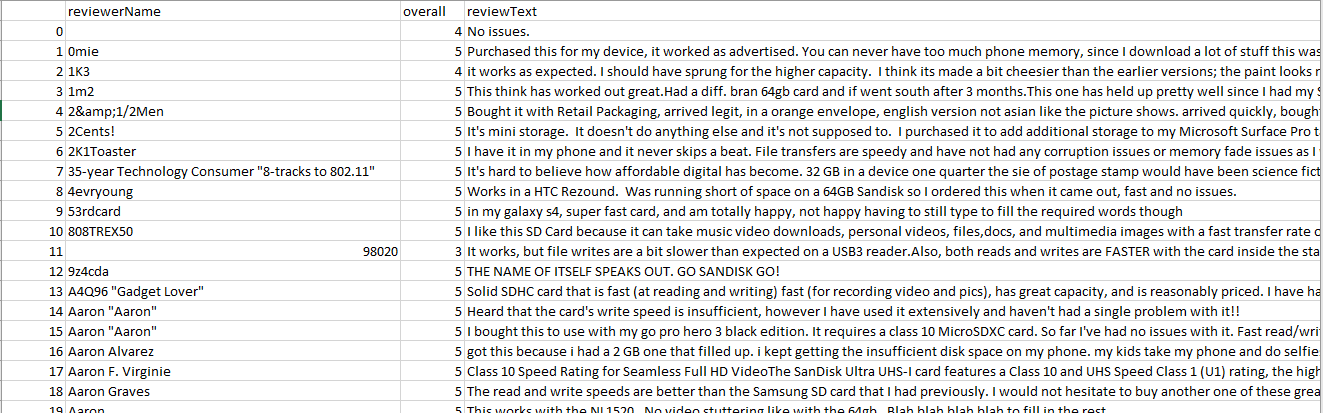 reviewerName overall reviewText
0 4 No issues.
1 0mie 5 Purchased this for my device, it worked as advertised. You can never have too much phone memory, since I download a lot of stuff this was
2 1K3 4 it works as expected. I should have sprung for the higher capacity.  I think its made a bit cheesier than the earlier versions; the paint looks
3 1m2 5 This think has worked out great.Had a diff. bran 64gb card and if went south after 3 months.This one has held up pretty well since I had my
4 2&amp;1/2Men 5 Bought it with Retail Packaging, arrived legit, in a orange envelope, english version not asian like the picture shows. arrived quickly, bough
5 2Cents! 5 It's mini storage.  It doesn't do anything else and it's not supposed to.  I purchased it to add additional storage to my Microsoft Surface Pro
6 2K1Toaster 5 I have it in my phone and it never skips a beat. File transfers are speedy and have not had any corruption issues or memory fade issues as I
7 35-year Technology Consumer "8-tracks to 802.11" 5 It's hard to believe how affordable digital has become. 32 GB in a device one quarter the sie of postage stamp would have been science fict
8 4evryoung 5 Works in a HTC Rezound.  Was running short of space on a 64GB Sandisk so I ordered this when it came out, fast and no issues.
9 53rdcard 5 in my galaxy s4, super fast card, and am totally happy, not happy having to still type to fill the required words though
10 808TREX50 5 I like this SD Card because it can take music video downloads, personal videos, files,docs, and multimedia images with a fast transfer rate
11 98020 3 It works, but file writes are a bit slower than expected on a USB3 reader.Also, both reads and writes are FASTER with the card inside the sta
12 9z4cda 5 THE NAME OF ITSELF SPEAKS OUT. GO SANDISK GO!
13 A4Q96 "Gadget Lover" 5 Solid SDHC card that is fast (at reading and writing) fast (for recording video and pics), has great capacity, and is reasonably priced. I have ha
14 Aaron "Aaron" 5 Heard that the card's write speed is insufficient, however I have used it extensively and haven't had a single problem with it!!
15 Aaron "Aaron" 5 I bought this to use with my go pro hero 3 black edition. It requires a class 10 MicroSDXC card. So far I've had no issues with it. Fast read/wri
16 Aaron Alvarez 5 got this because i had a 2 GB one that filled up. i kept getting the insufficient disk space on my phone. my kids take my phone and do selfie
17 Aaron F. Virginie 5 Class 10 Speed Rating for Seamless Full HD VideoThe SanDisk Ultra UHS-I card features a Class 10 and UHS Speed Class 1 (U1) rating, the high
18 Aaron Graves 5 The read and write speeds are better than the Samsung SD card that I had previously. I would not hesitate to buy another one of these grea
19 Aaron 5 This works with the NL1520. No video stuttering like with the 64gb.  Blah blah blah blah to fill in the rest